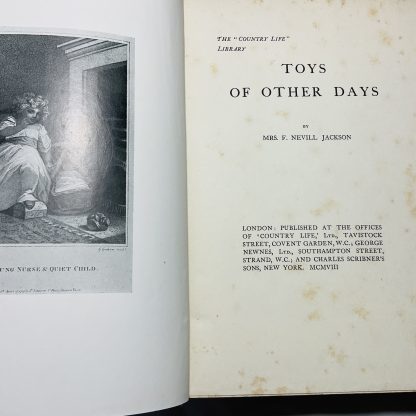 UNG NURSE & QUIET CHILD.
THE "COUNTRY LIFE"
LIBRARY
TOYS
OF OTHER DAYS
BY
MRS. F. NEVILL JACKSON
LONDON: PUBLISHED AT THE OFFICES
OF 'COUNTRY LIFE,' LTD., TAVISTOCK
STREET, COVENT GARDEN, W.C.; GEORGE
NEWNES, LTD., SOUTHAMPTON STREET,
STRAND, W.C.; AND CHARLES SCRIBNER'S
SONS, NEW YORK. MCMVIII